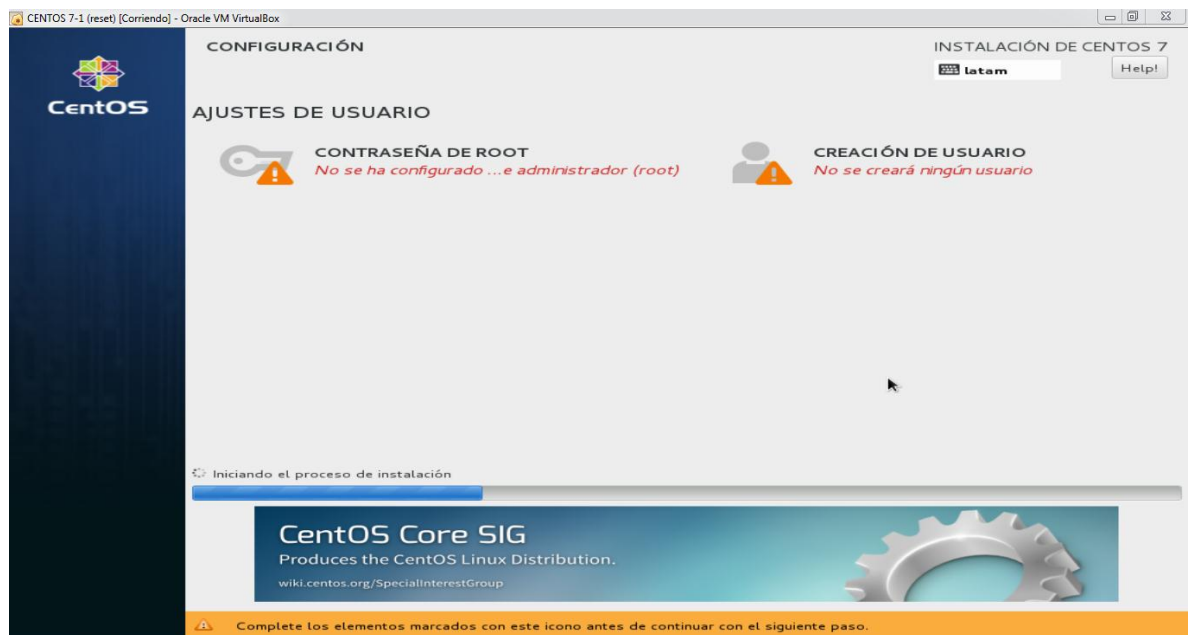 CENTOS 7-1 (reset) [Corriendo] - Oracle VM VirtualBox
CONFIGURACIÓN
INSTALACIÓN DE CENTOS 7
latam
Help!
CentOS
AJUSTES DE USUARIO
CONTRASEÑA DE ROOT
No se ha configurado ...e administrador (root)
CREACIÓN DE USUARIO
No se creará ningún usuario
Iniciando el proceso de instalación
CentOS Core SIG
Produces the CentOS Linux Distribution.
wiki.centos.org/SpecialInterestGroup
Complete los elementos marcados con este icono antes de continuar con el siguiente paso.